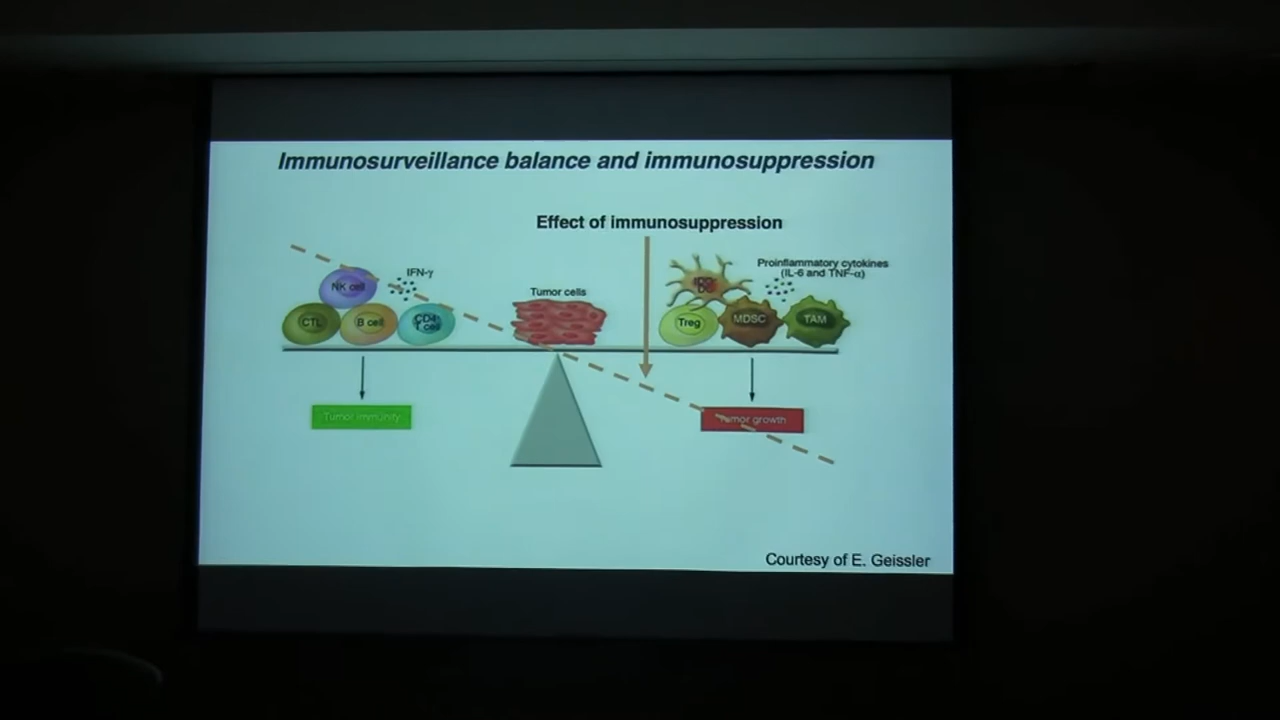 Immunosurveillance balance and immunosuppression
Effect of immunosuppression
NK cell
IFN-γ
CTL
B cell
CD4
T cell
Tumor cells
DC
Proinflammatory cytokines
(IL-6 and TNF-α)
Treg
MDSC
TAM
Tumor immunity
Tumor growth
Courtesy of E. Geissler